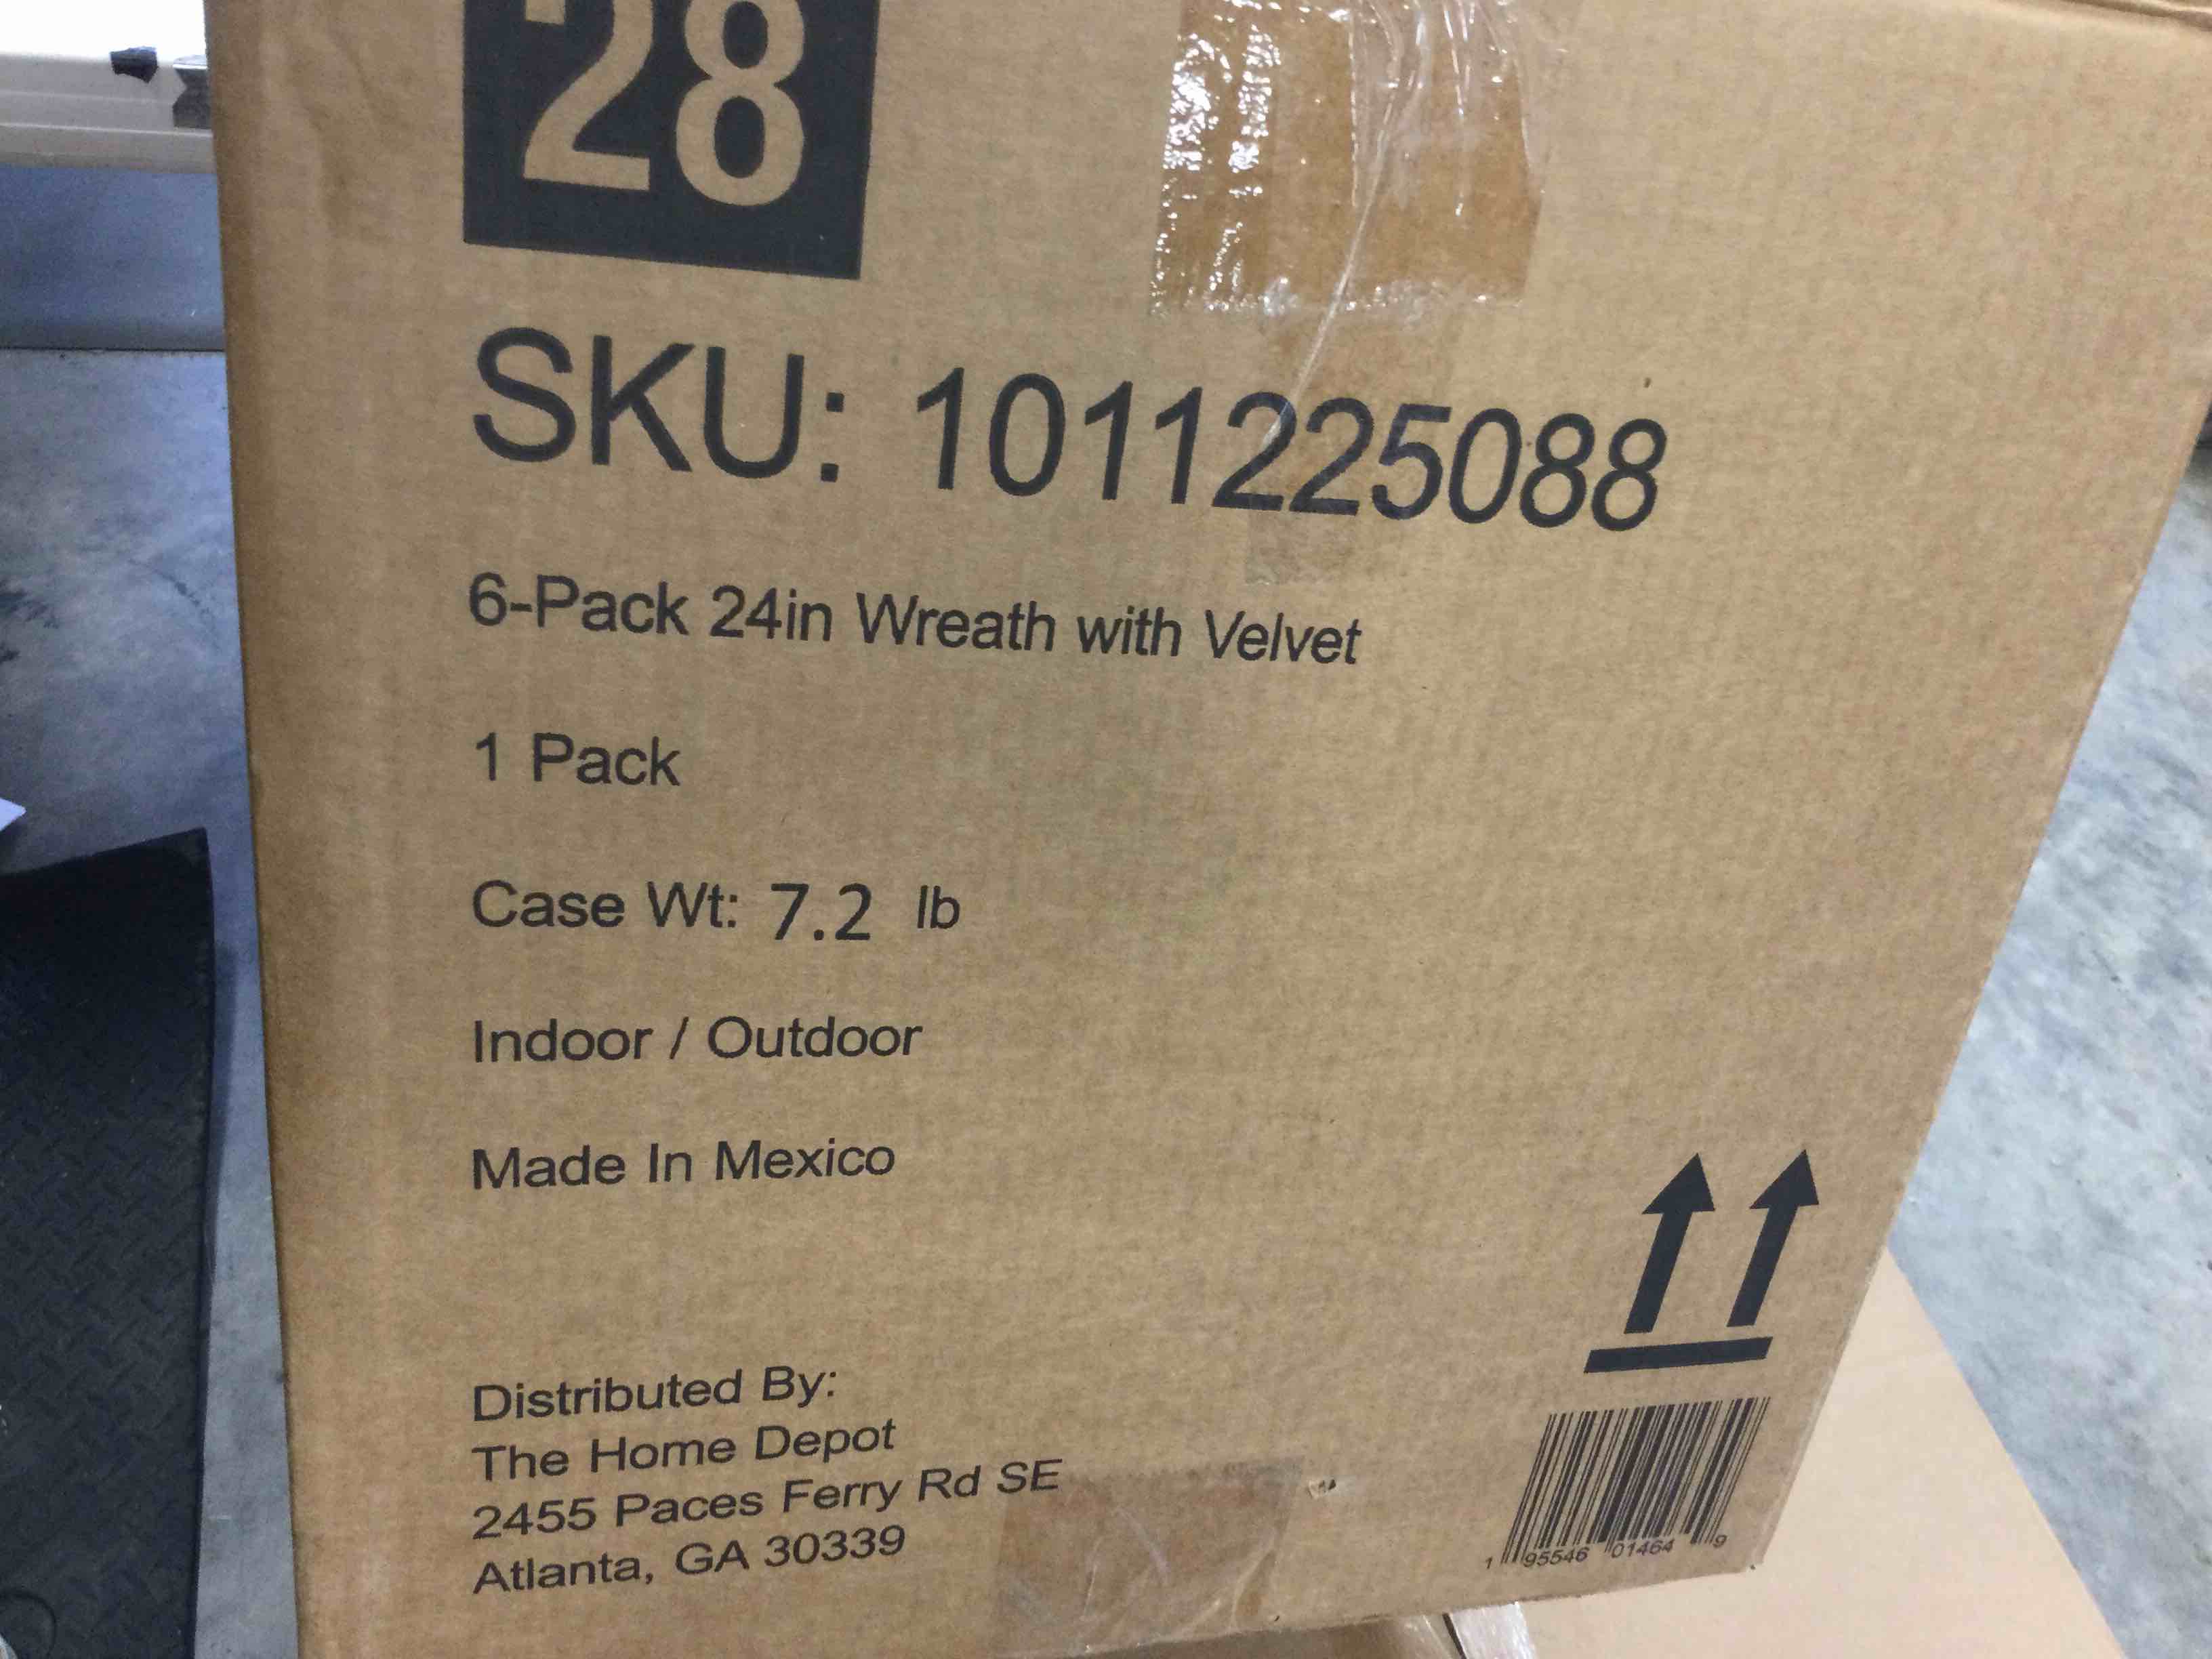 28
SKU: 1011225088
6-Pack 24in Wreath with Velvet
1 Pack
Case Wt: 7.2 lb
Indoor / Outdoor
Made In Mexico
Distributed By:
The Home Depot
2455 Paces Ferry Rd SE
Atlanta, GA 30339
1 95546 01464 9